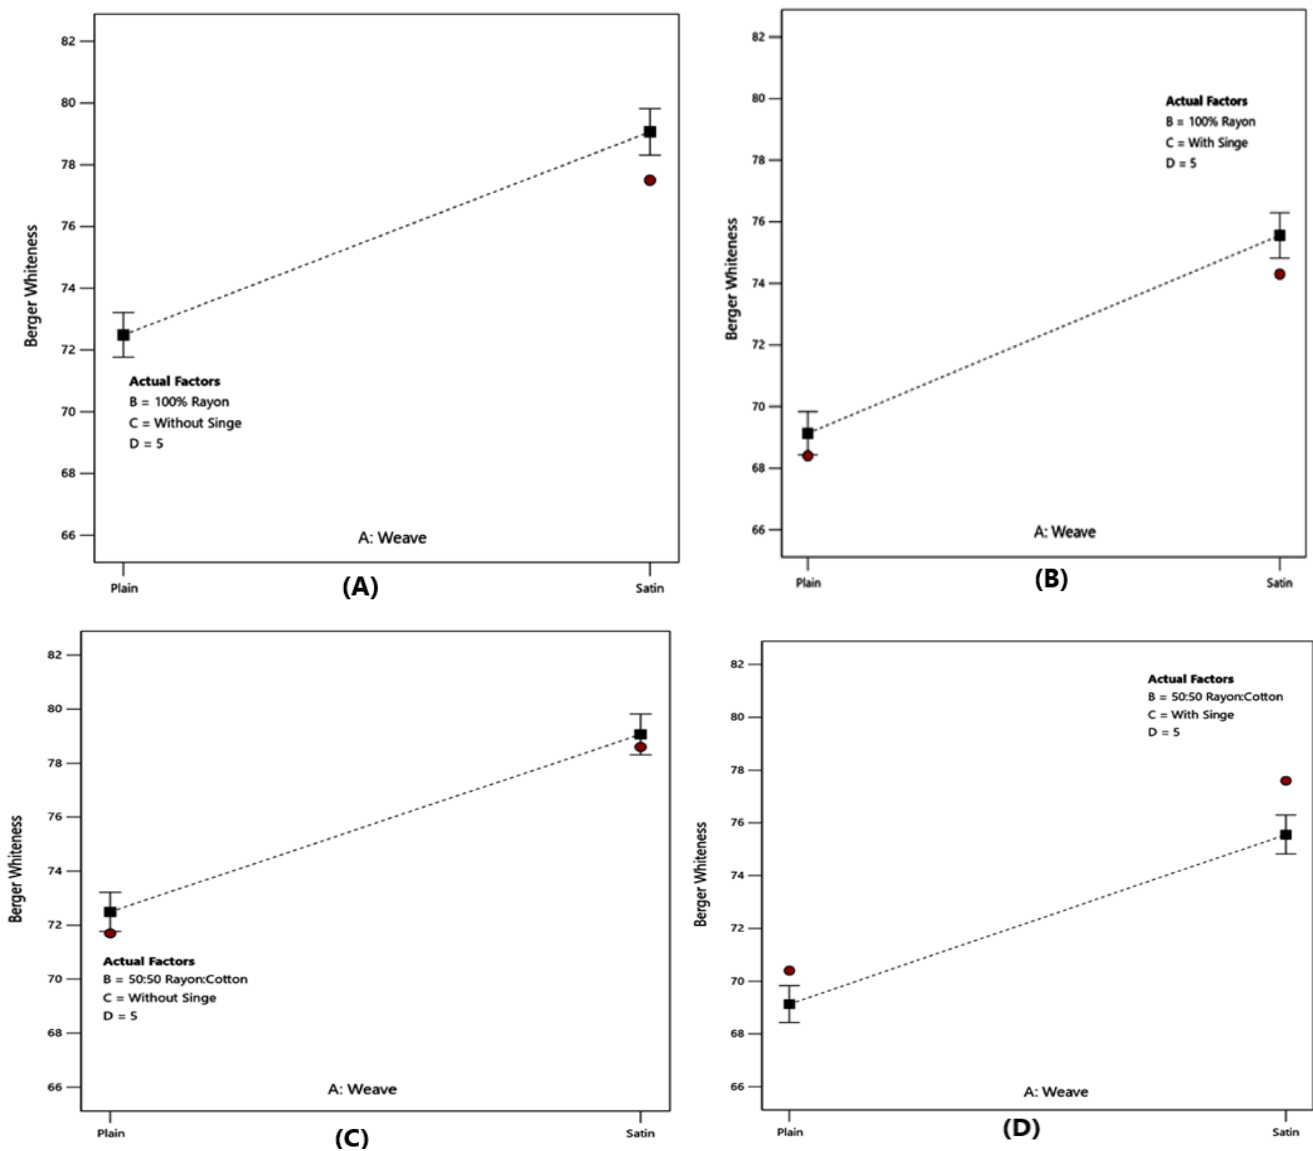 82
80
78
76
74
72
70
68
66
Berger Whiteness
Actual Factors
B = 100% Rayon
C = Without Singe
D = 5
A: Weave
Plain
Satin
(A)
82
80
78
76
74
72
70
68
66
Berger Whiteness
Actual Factors
B = 100% Rayon
C = With Singe
D = 5
A: Weave
Plain
Satin
(B)
82
80
78
76
74
72
70
68
66
Berger Whiteness
Actual Factors
B = 50:50 Rayon:Cotton
C = Without Singe
D = 5
A: Weave
Plain
Satin
(C)
82
80
78
76
74
72
70
68
66
Berger Whiteness
Actual Factors
B = 50:50 Rayon:Cotton
C = With Singe
D = 5
A: Weave
Plain
Satin
(D)